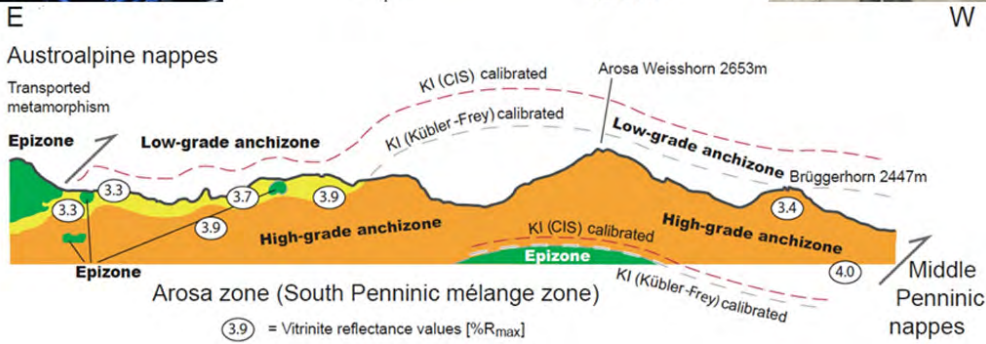 E
W
Austroalpine nappes
Transported
metamorphism
Epizone
Low-grade anchizone
KI (CIS) calibrated
KI (Kübler-Frey) calibrated
Arosa Weisshorn 2653m
Low-grade anchizone
Brüggerhorn 2447m
3.3
3.3
3.7
3.9
3.9
3.4
High-grade anchizone
High-grade anchizone
KI (CIS) calibrated
Epizone
KI (Kübler-Frey) calibrated
4.0
Epizone
Middle
Penninic
nappes
Arosa zone (South Penninic mélange zone)
3.9 = Vitrinite reflectance values [%Rmax]